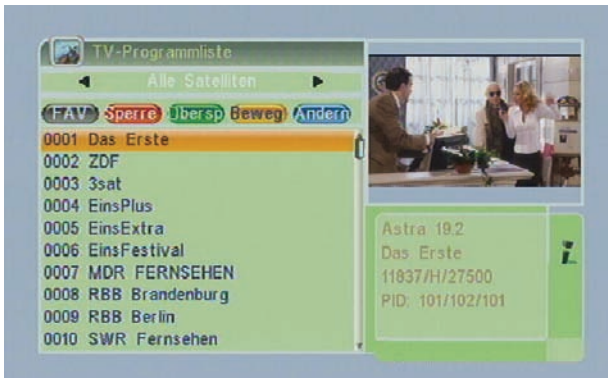 TV-Programmliste
Alle Satelliten
FAV Sperre Übersp Beweg Ändern
0001 Das Erste
0002 ZDF
0003 3sat
0004 EinsPlus
0005 EinsExtra
0006 EinsFestival
0007 MDR FERNSEHEN
0008 RBB Brandenburg
0009 RBB Berlin
0010 SWR Fernsehen
Astra 19.2
Das Erste
11837/H/27500
PID: 101/102/101